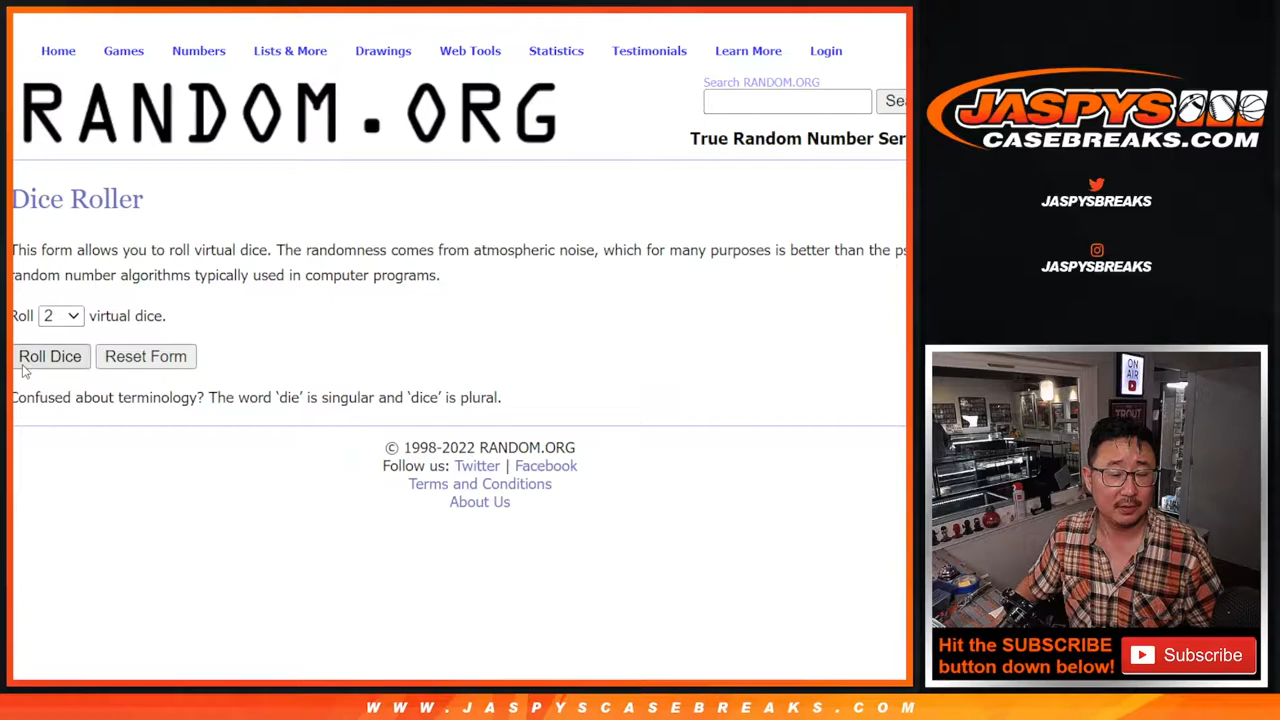 Home Games Numbers Lists & More Drawings Web Tools Statistics Testimonials Learn More Login
RANDOM.ORG
Search RANDOM.ORG
Sea
True Random Number Ser
Dice Roller
This form allows you to roll virtual dice. The randomness comes from atmospheric noise, which for many purposes is better than the ps
random number algorithms typically used in computer programs.
Roll 2 virtual dice.
Roll Dice Reset Form
Confused about terminology? The word ‘die’ is singular and ‘dice’ is plural.
© 1998-2022 RANDOM.ORG
Follow us: Twitter | Facebook
Terms and Conditions
About Us
JASPYS
CASEBREAKS.COM
JASPYSBREAKS
JASPYSBREAKS
ON
AIR
TROUT
Hit the SUBSCRIBE
button down below!
Subscribe
WWW.JASPYSCASEBREAKS.COM